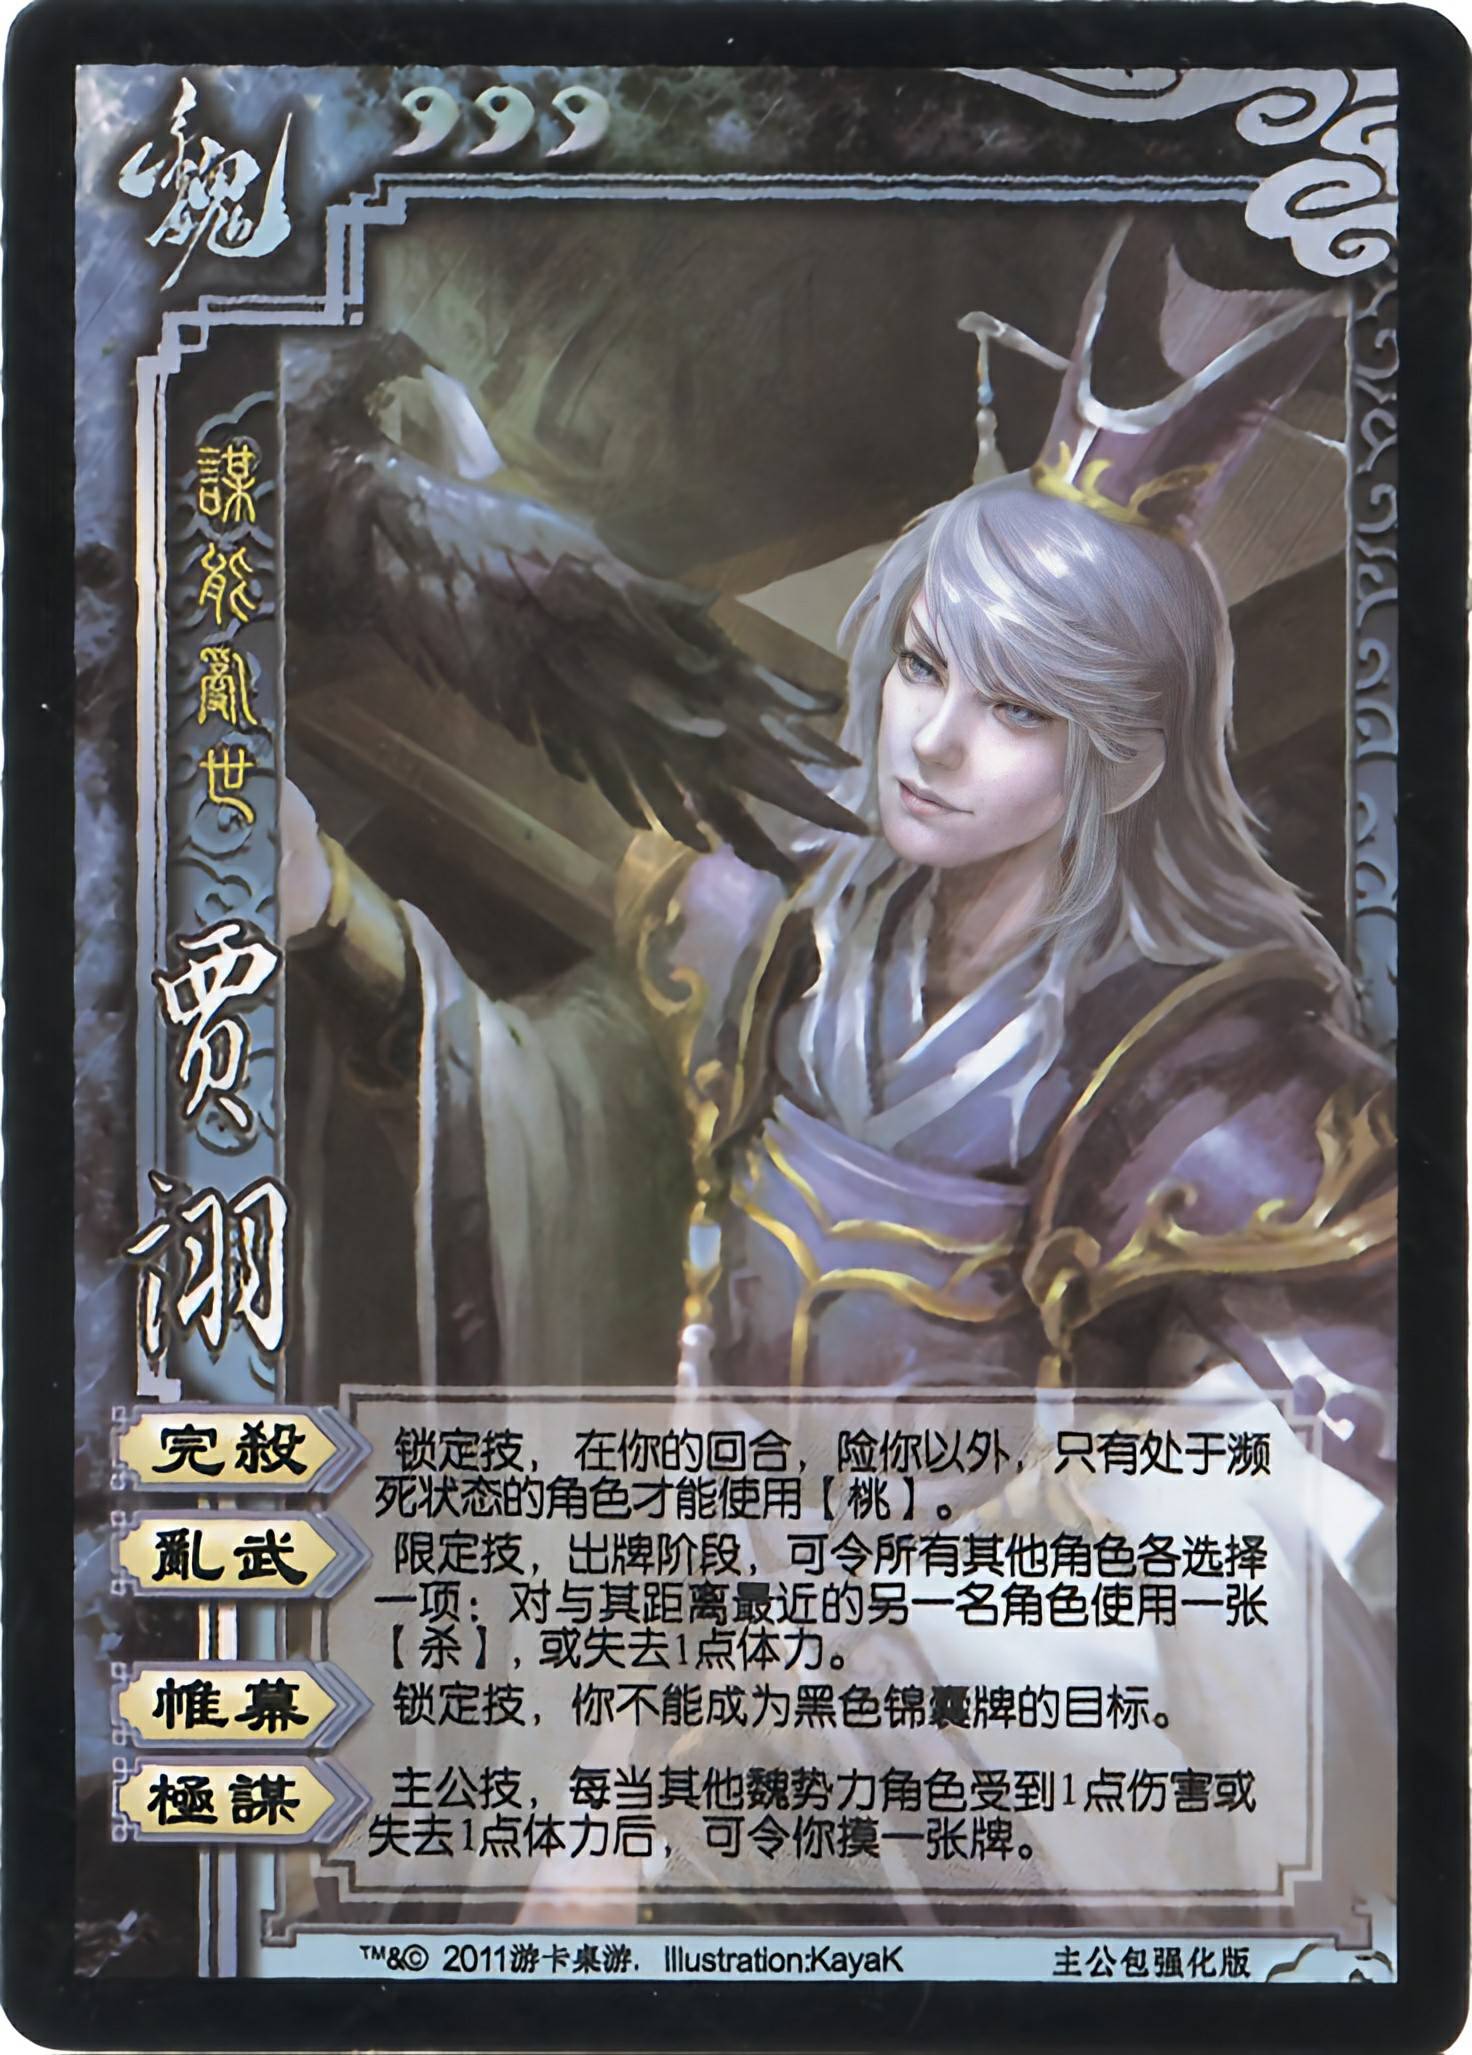 魏
謀能亂世
贾诩
完殺
锁定技，在你的回合，险你以外，只有处于濒
死状态的角色才能使用【桃】。
亂武
限定技，出牌阶段，可令所有其他角色各选择
一项：对与其距离最近的另一名角色使用一张
【杀】，或失去1点体力。
帷幕
锁定技，你不能成为黑色锦囊牌的目标。
極謀
主公技，每当其他魏势力角色受到1点伤害或
失去1点体力后，可令你摸一张牌。
™&© 2011游卡桌游. Illustration:KayaK
主公包强化版